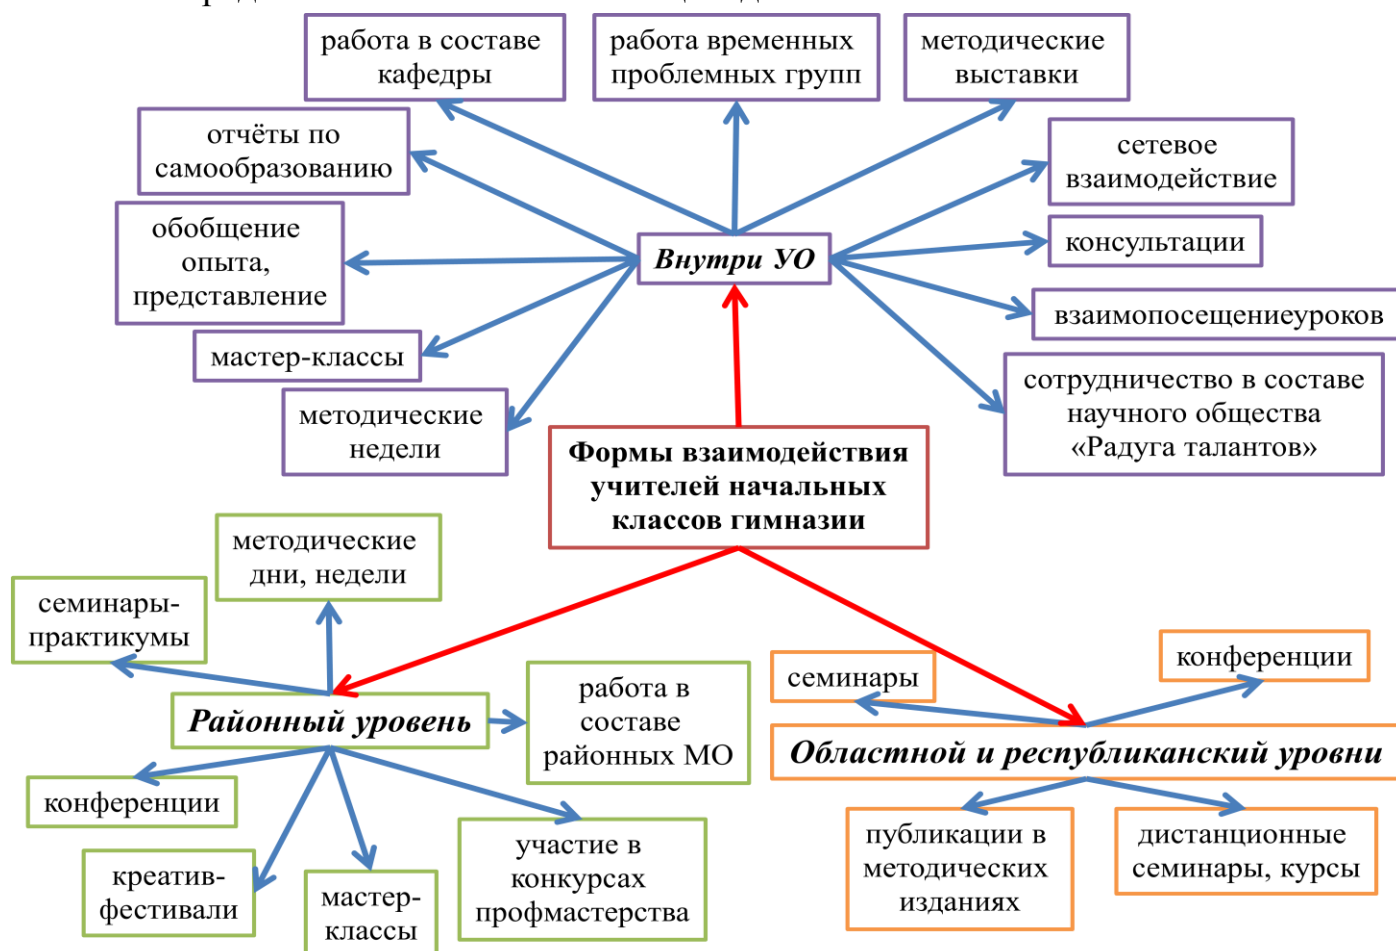 работа в составе
кафедры
работа временных
проблемных групп
методические
выставки
отчёты по
самообразованию
сетевое
взаимодействие
обобщение
опыта,
представление
Внутри УО
консультации
мастер-классы
взаимопосещениеуроков
методические
недели
сотрудничество в составе
научного общества
«Радуга талантов»
Формы взаимодействия
учителей начальных
классов гимназии
методические
дни, недели
семинары-
практикумы
Районный уровень
работа в
составе
районных МО
конференции
креатив-
фестивали
мастер-
классы
участие в
конкурсах
профмастерства
семинары
конференции
Областной и республиканский уровни
публикации в
методических
изданиях
дистанционные
семинары, курсы